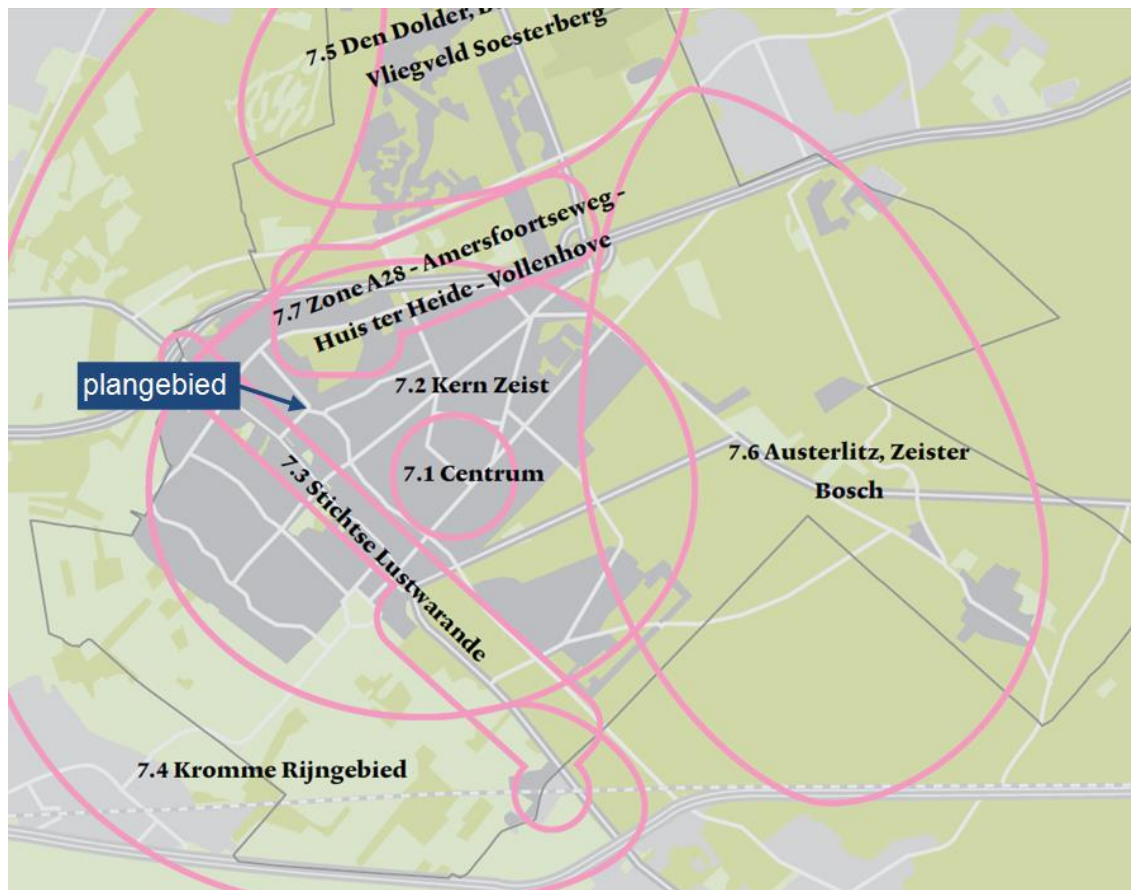 7.5 Den Dolder,
Vliegveld Soesterberg
7.7 Zone A28 - Amersfoortseweg -
Huis ter Heide - Vollenhove
plangebied
7.2 Kern Zeist
7.1 Centrum
7.6 Austerlitz, Zeister
Bosch
7.3 Stichtse Lustwarande
7.4 Kromme Rijngebied